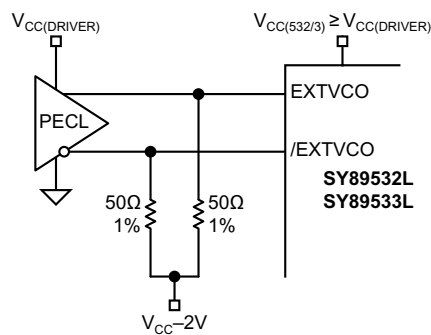 VCC(DRIVER)
VCC(532/3) ≥ VCC(DRIVER)
EXTVCO
PECL
/EXTVCO
SY89532L
SY89533L
50Ω
1%
50Ω
1%
VCC–2V